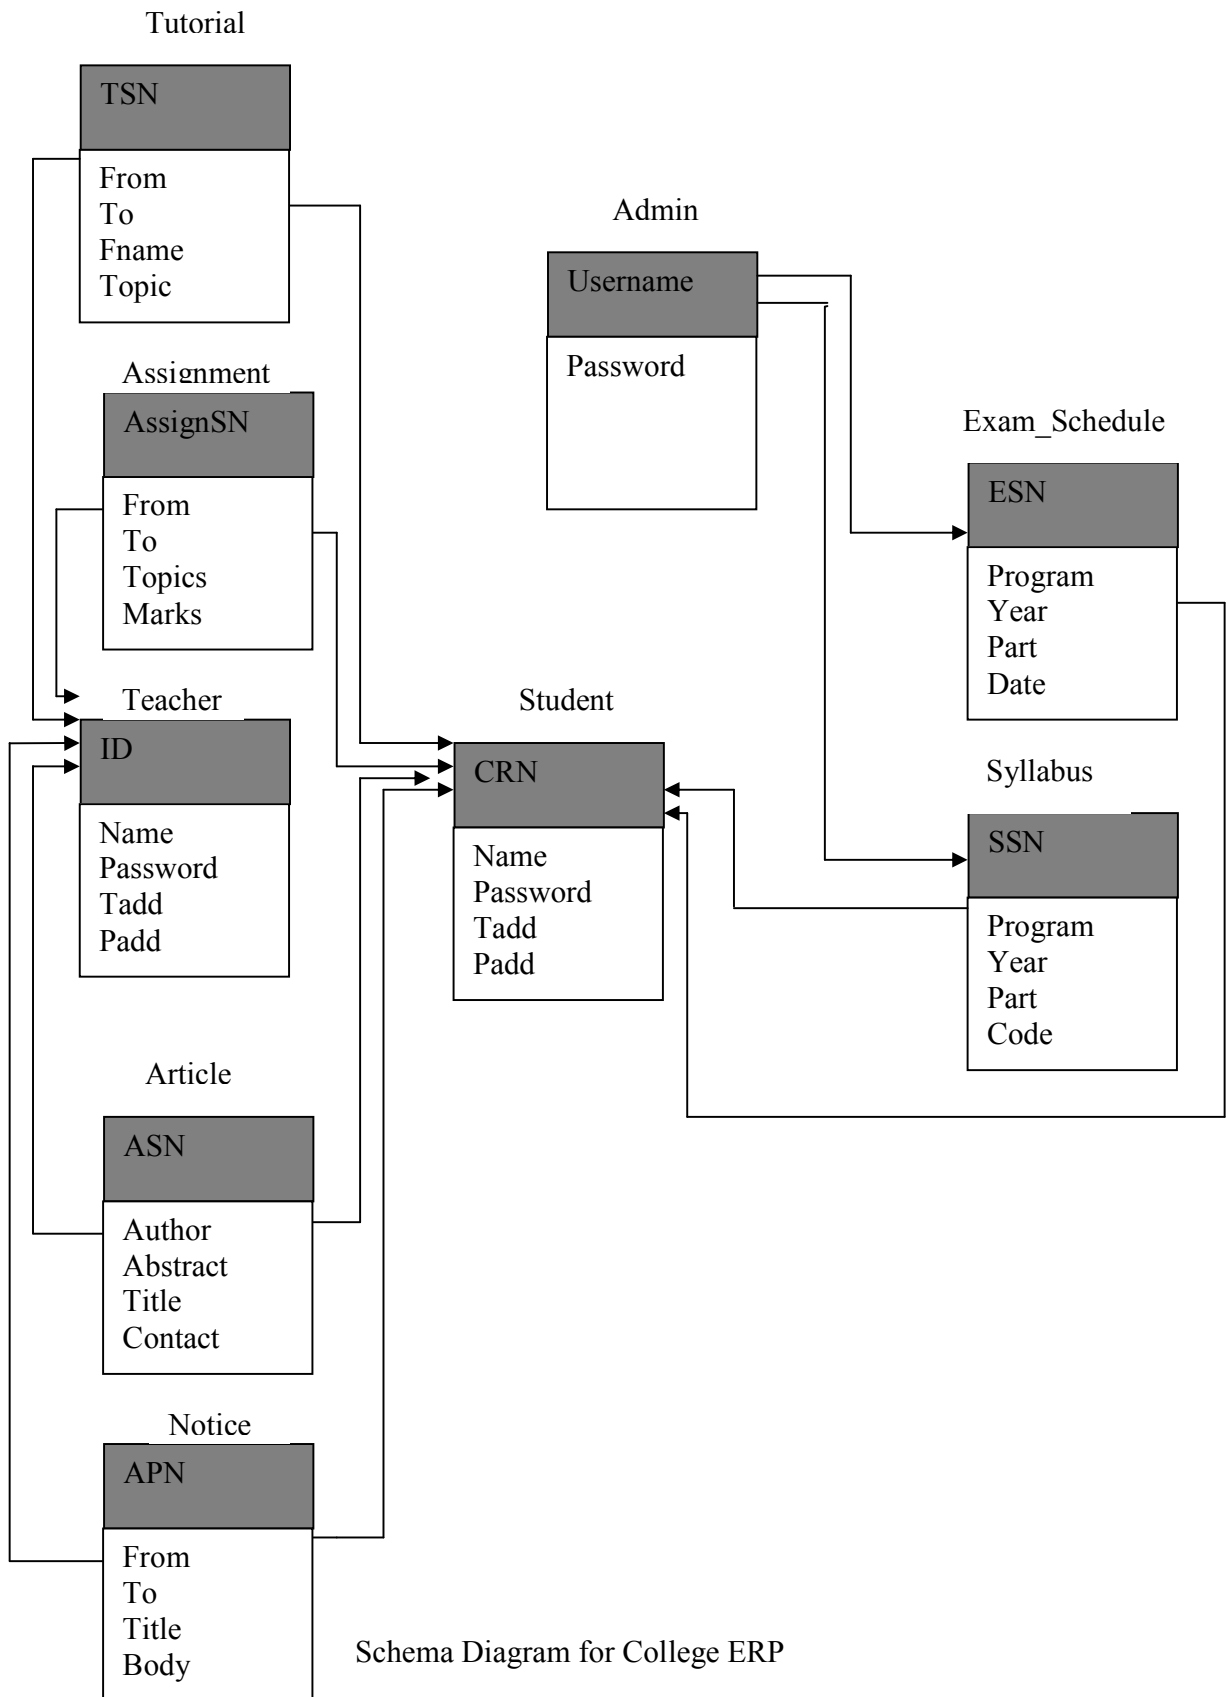 Tutorial
TSN
From
To
Fname
Topic
Admin
Username
Password
Assignment
AssignSN
From
To
Topics
Marks
Exam_Schedule
ESN
Program
Year
Part
Date
Teacher
ID
Name
Password
Tadd
Padd
Student
CRN
Name
Password
Tadd
Padd
Syllabus
SSN
Program
Year
Part
Code
Article
ASN
Author
Abstract
Title
Contact
Notice
APN
From
To
Title
Body
Schema Diagram for College ERP